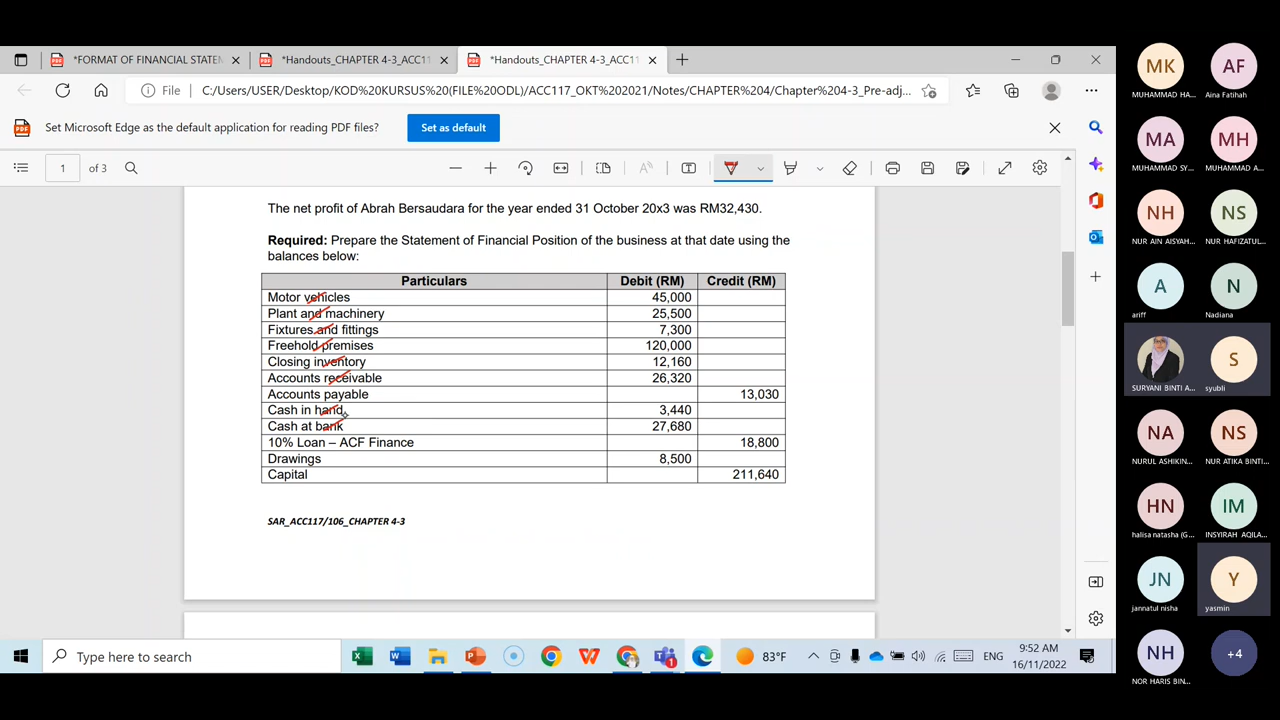 *FORMAT OF FINANCIAL STATEM
*Handouts_CHAPTER 4-3_ACC11
*Handouts_CHAPTER 4-3_ACC1
File
C:/Users/USER/Desktop/KOD%20KURSUS%20(FILE%20ODL)/ACC117_OKT%202021/Notes/CHAPTER%204/Chapter%204-3_Pre-adj...
Set Microsoft Edge as the default application for reading PDF files?
Set as default
1 of 3
The net profit of Abrah Bersaudara for the year ended 31 October 20x3 was RM32,430.
Required: Prepare the Statement of Financial Position of the business at that date using the
balances below:
Particulars Debit (RM) Credit (RM)
Motor vehicles 45,000
Plant and machinery 25,500
Fixtures and fittings 7,300
Freehold premises 120,000
Closing inventory 12,160
Accounts receivable 26,320
Accounts payable 13,030
Cash in hand 3,440
Cash at bank 27,680
10% Loan – ACF Finance 18,800
Drawings 8,500
Capital 211,640
SAR_ACC117/106_CHAPTER 4-3
Type here to search
83°F
ENG
9:52 AM
16/11/2022
MK
MUHAMMAD HA...
AF
Aina Fatihah
MA
MUHAMMAD SY...
MH
MUHAMMAD A...
NH
NUR AIN AISYAH...
NS
NUR HAFIZATUL...
A
ariff
N
Nadiana
SURYANI BINTI A...
S
syubli
NA
NURUL ASHIKIN...
NS
NUR ATIKA BINTI...
HN
halisa natasha (G...
IM
INSYIRAH AQILA...
JN
jannatul nisha
Y
yasmin
NH
NOR HARIS BIN...
+4